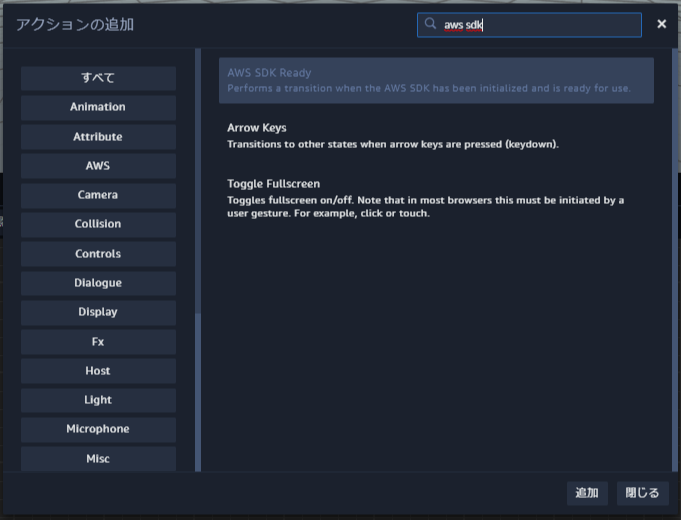 アクションの追加
aws sdk
×
すべて
Animation
Attribute
AWS
Camera
Collision
Controls
Dialogue
Display
Fx
Host
Light
Microphone
Misc
AWS SDK Ready
Performs a transition when the AWS SDK has been initialized and is ready for use.
Arrow Keys
Transitions to other states when arrow keys are pressed (keydown).
Toggle Fullscreen
Toggles fullscreen on/off. Note that in most browsers this must be initiated by a
user gesture. For example, click or touch.
追加
閉じる